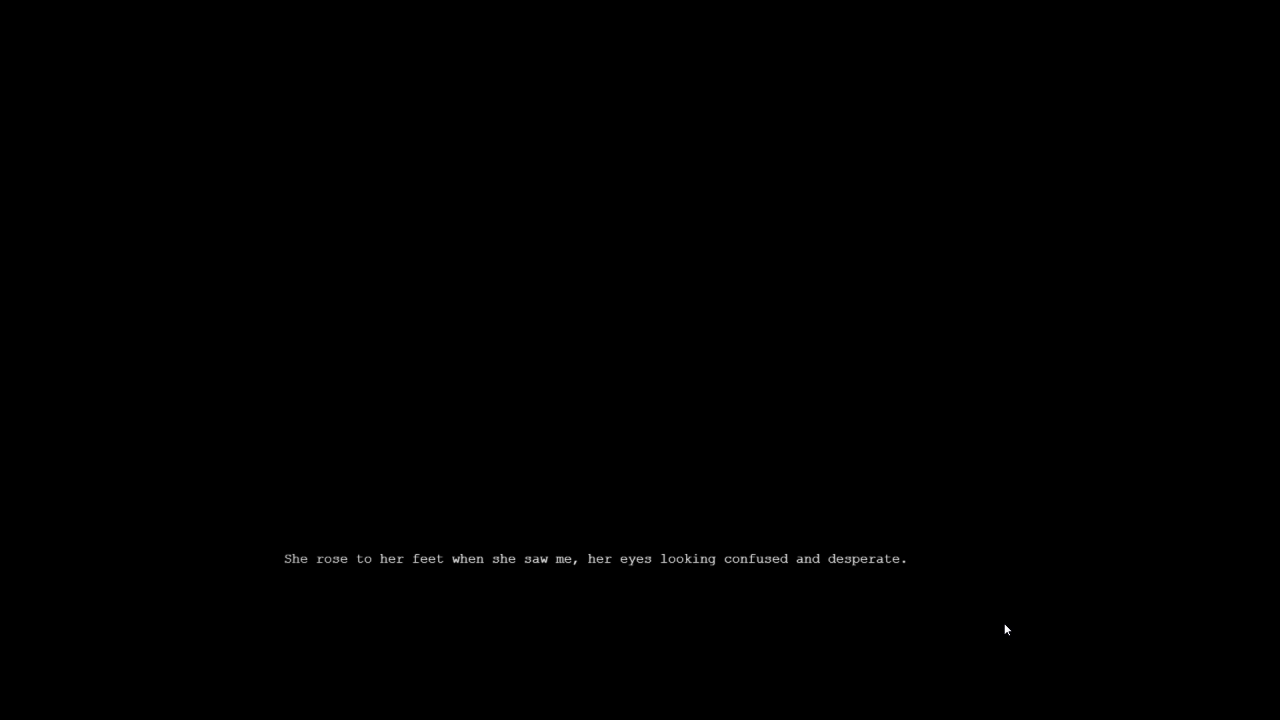 She rose to her feet when she saw me, her eyes looking confused and desperate.